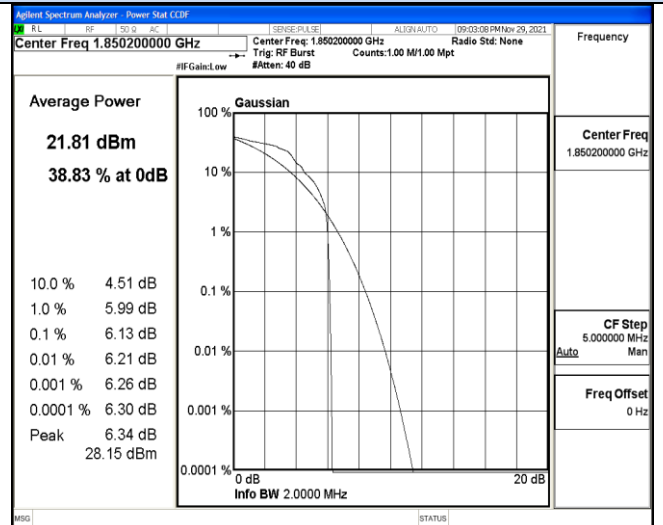 Agilent Spectrum Analyzer - Power Stat CCDF
RL RF 50 Ω AC SENSE:PULSE ALIGN AUTO 09:03:08 PM Nov 29, 2021
Center Freq 1.850200000 GHz
Center Freq: 1.850200000 GHz Radio Std: None
Trig: RF Burst Counts:1.00 M/1.00 Mpt
#IFGain:Low #Atten: 40 dB
Frequency
Average Power
21.81 dBm
38.83 % at 0dB
10.0 % 4.51 dB
1.0 % 5.99 dB
0.1 % 6.13 dB
0.01 % 6.21 dB
0.001 % 6.26 dB
0.0001 % 6.30 dB
Peak 6.34 dB
28.15 dBm
Gaussian
100 %
10 %
1 %
0.1 %
0.01 %
0.001 %
0.0001 %
0 dB 20 dB
Info BW 2.0000 MHz
Center Freq
1.850200000 GHz
CF Step
5.000000 MHz
Auto Man
Freq Offset
0 Hz
MSG STATUS